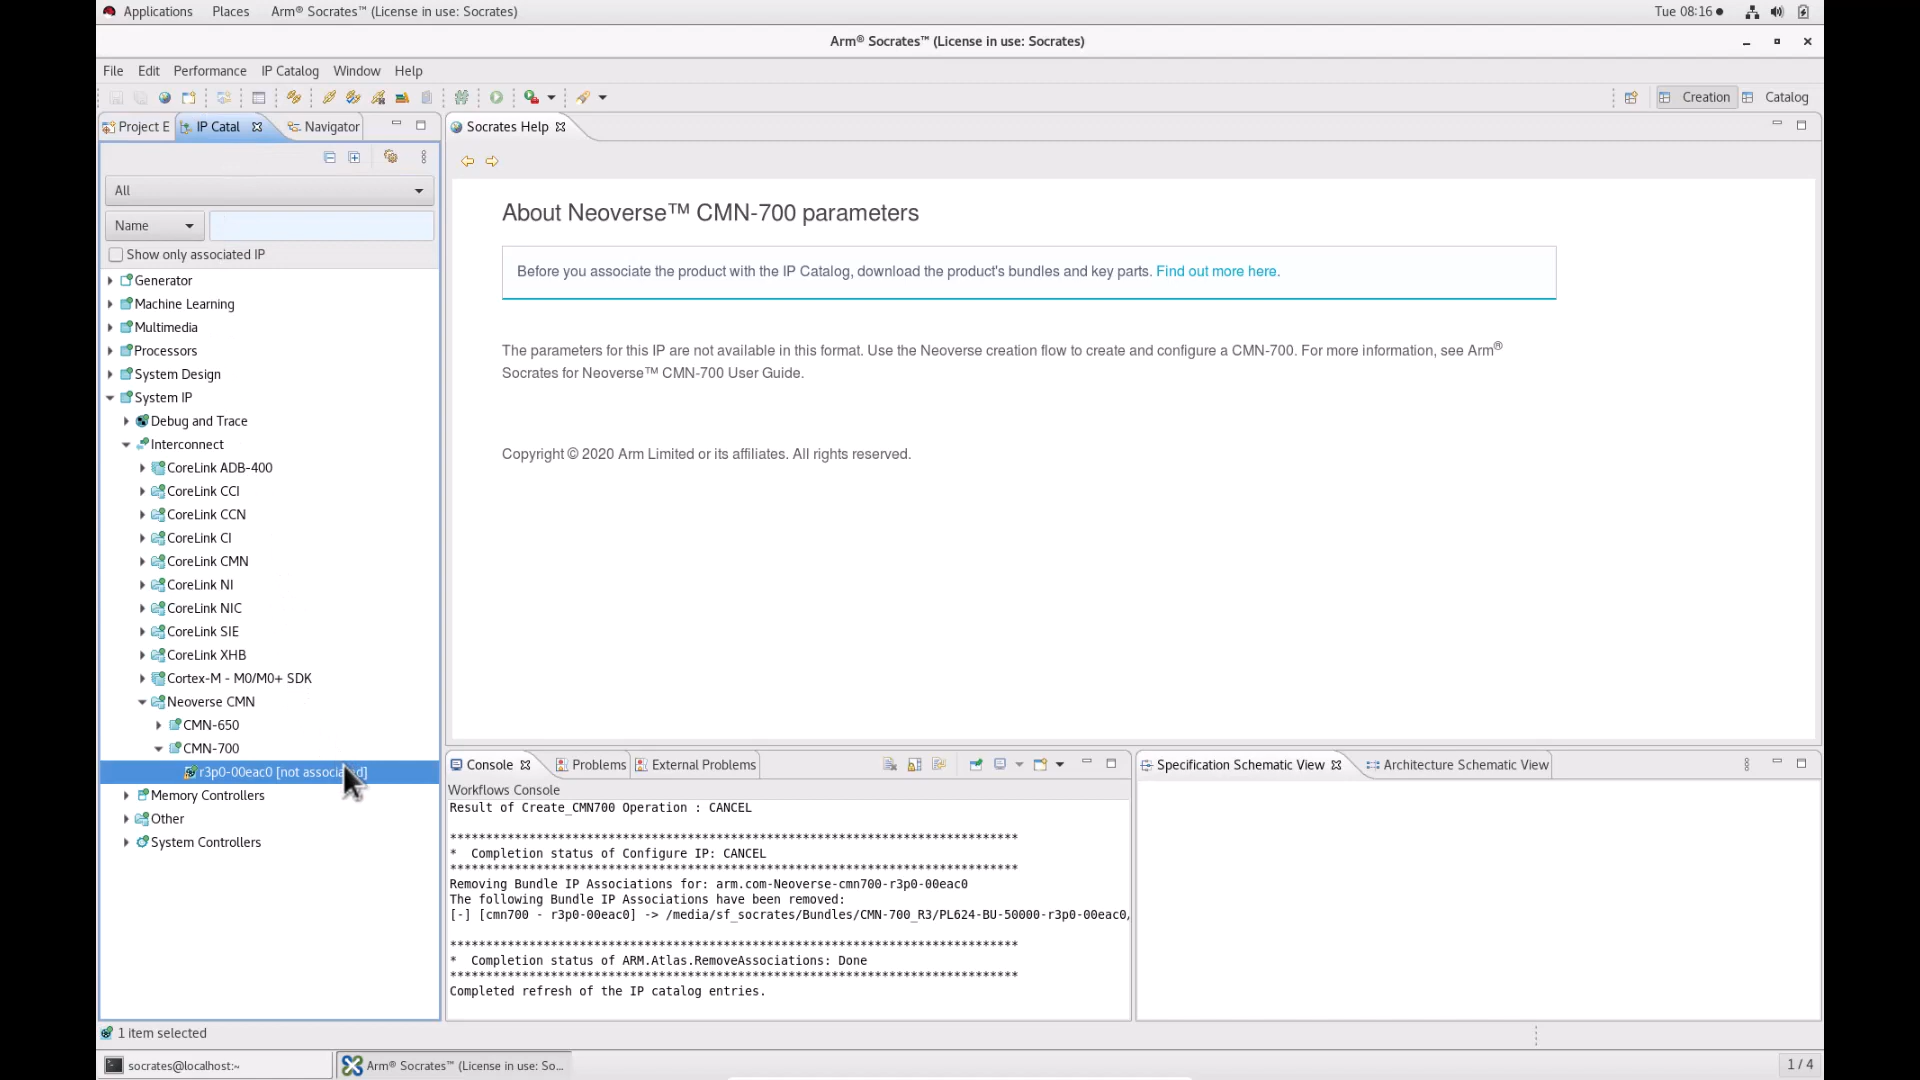 Applications Places Arm® Socrates™ (License in use: Socrates) Tue 08:16
Arm® Socrates™ (License in use: Socrates)
File Edit Performance IP Catalog Window Help
Creation Catalog
Project E IP Catal Navigator
Socrates Help
All
Name
Show only associated IP
Generator
Machine Learning
Multimedia
Processors
System Design
System IP
Debug and Trace
Interconnect
CoreLink ADB-400
CoreLink CCI
CoreLink CCN
CoreLink CI
CoreLink CMN
CoreLink NI
CoreLink NIC
CoreLink SIE
CoreLink XHB
Cortex-M - M0/M0+ SDK
Neoverse CMN
CMN-650
CMN-700
r3p0-00eac0 [not associated]
Memory Controllers
Other
System Controllers
About Neoverse™ CMN-700 parameters
Before you associate the product with the IP Catalog, download the product's bundles and key parts. Find out more here.
The parameters for this IP are not available in this format. Use the Neoverse creation flow to create and configure a CMN-700. For more information, see Arm®
Socrates for Neoverse™ CMN-700 User Guide.
Copyright © 2020 Arm Limited or its affiliates. All rights reserved.
Console Problems External Problems
Workflows Console
Result of Create_CMN700 Operation : CANCEL
*******************************************************************************
* Completion status of Configure IP: CANCEL
*******************************************************************************
Removing Bundle IP Associations for: arm.com-Neoverse-cmn700-r3p0-00eac0
The following Bundle IP Associations have been removed:
[-] [cmn700 - r3p0-00eac0] -> /media/sf_socrates/Bundles/CMN-700_R3/PL624-BU-50000-r3p0-00eac0,
*******************************************************************************
* Completion status of ARM.Atlas.RemoveAssociations: Done
*******************************************************************************
Completed refresh of the IP catalog entries.
Specification Schematic View Architecture Schematic View
1 item selected
socrates@localhost:~ Arm® Socrates™ (License in use: So... 1 / 4